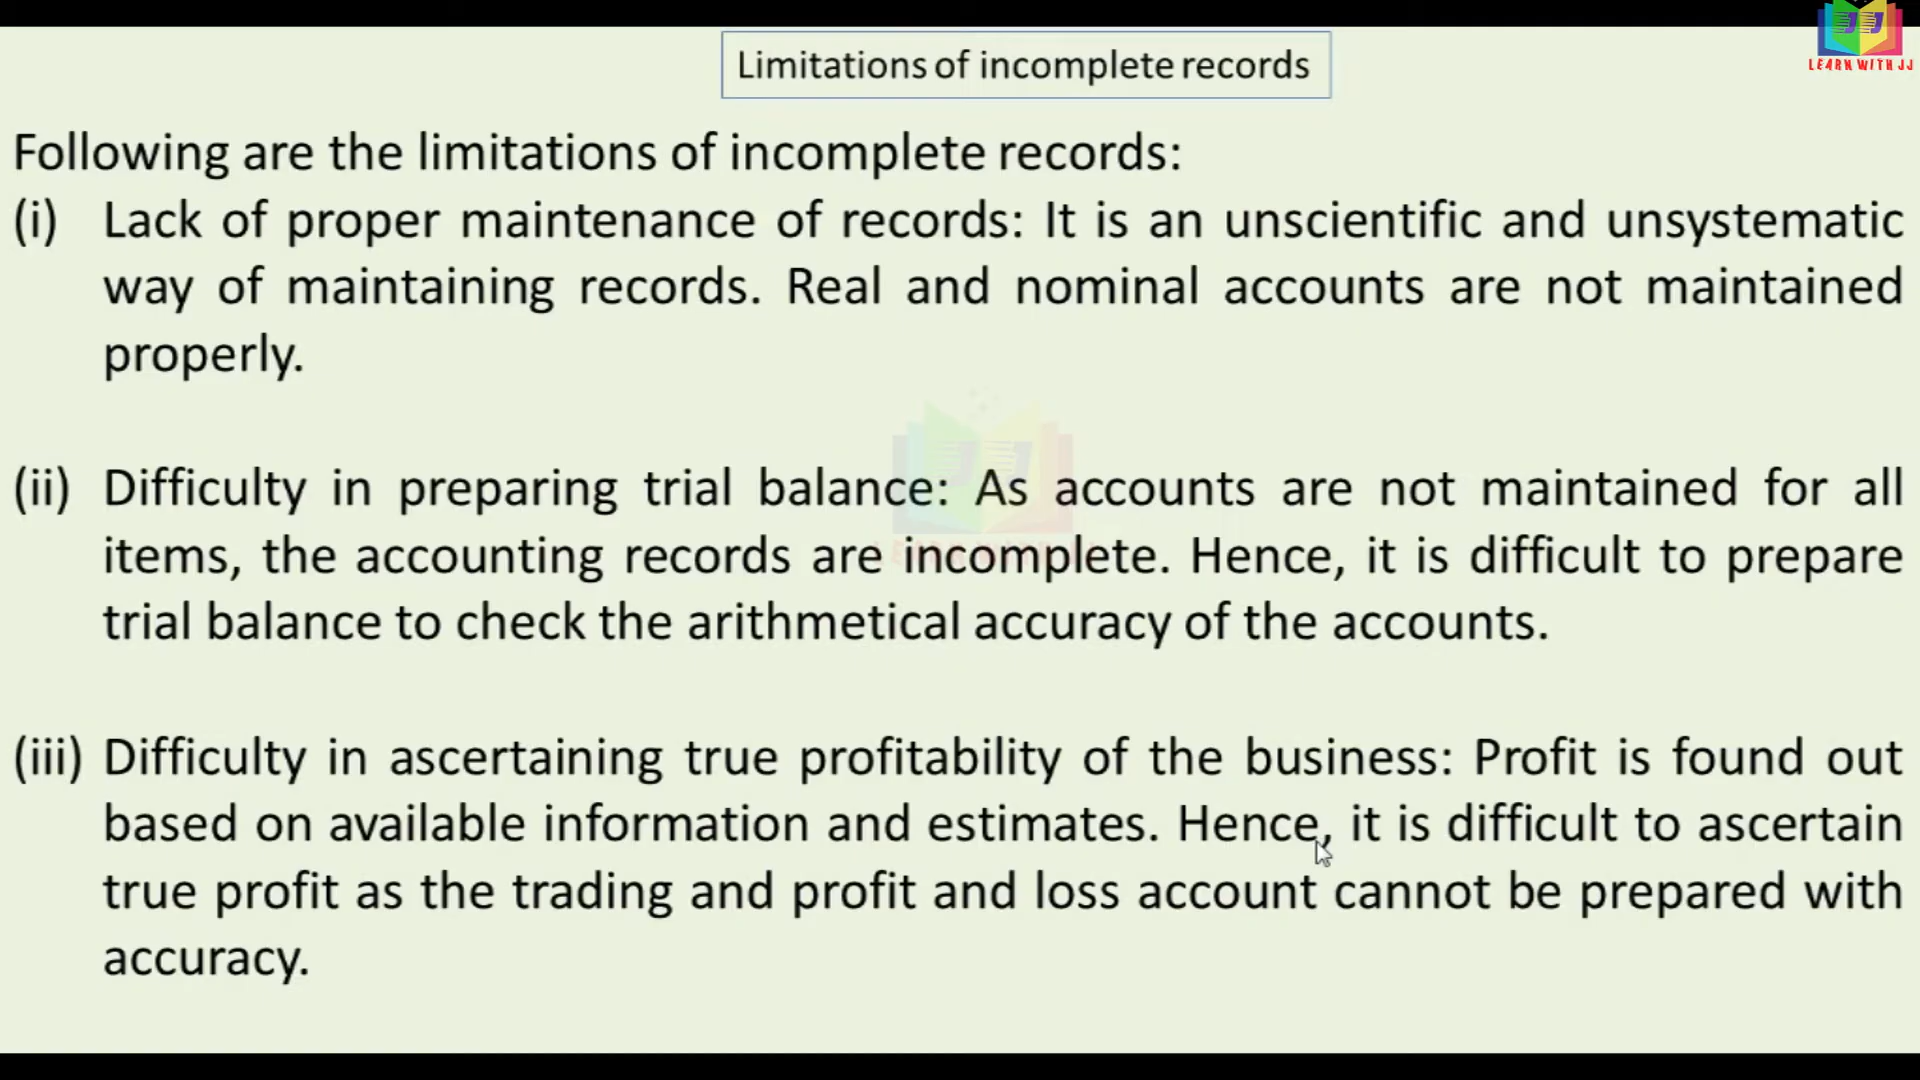 Limitations of incomplete records
LEARN WITH JJ
Following are the limitations of incomplete records:
(i) Lack of proper maintenance of records: It is an unscientific and unsystematic
way of maintaining records. Real and nominal accounts are not maintained
properly.
(ii) Difficulty in preparing trial balance: As accounts are not maintained for all
items, the accounting records are incomplete. Hence, it is difficult to prepare
trial balance to check the arithmetical accuracy of the accounts.
(iii) Difficulty in ascertaining true profitability of the business: Profit is found out
based on available information and estimates. Hence, it is difficult to ascertain
true profit as the trading and profit and loss account cannot be prepared with
accuracy.